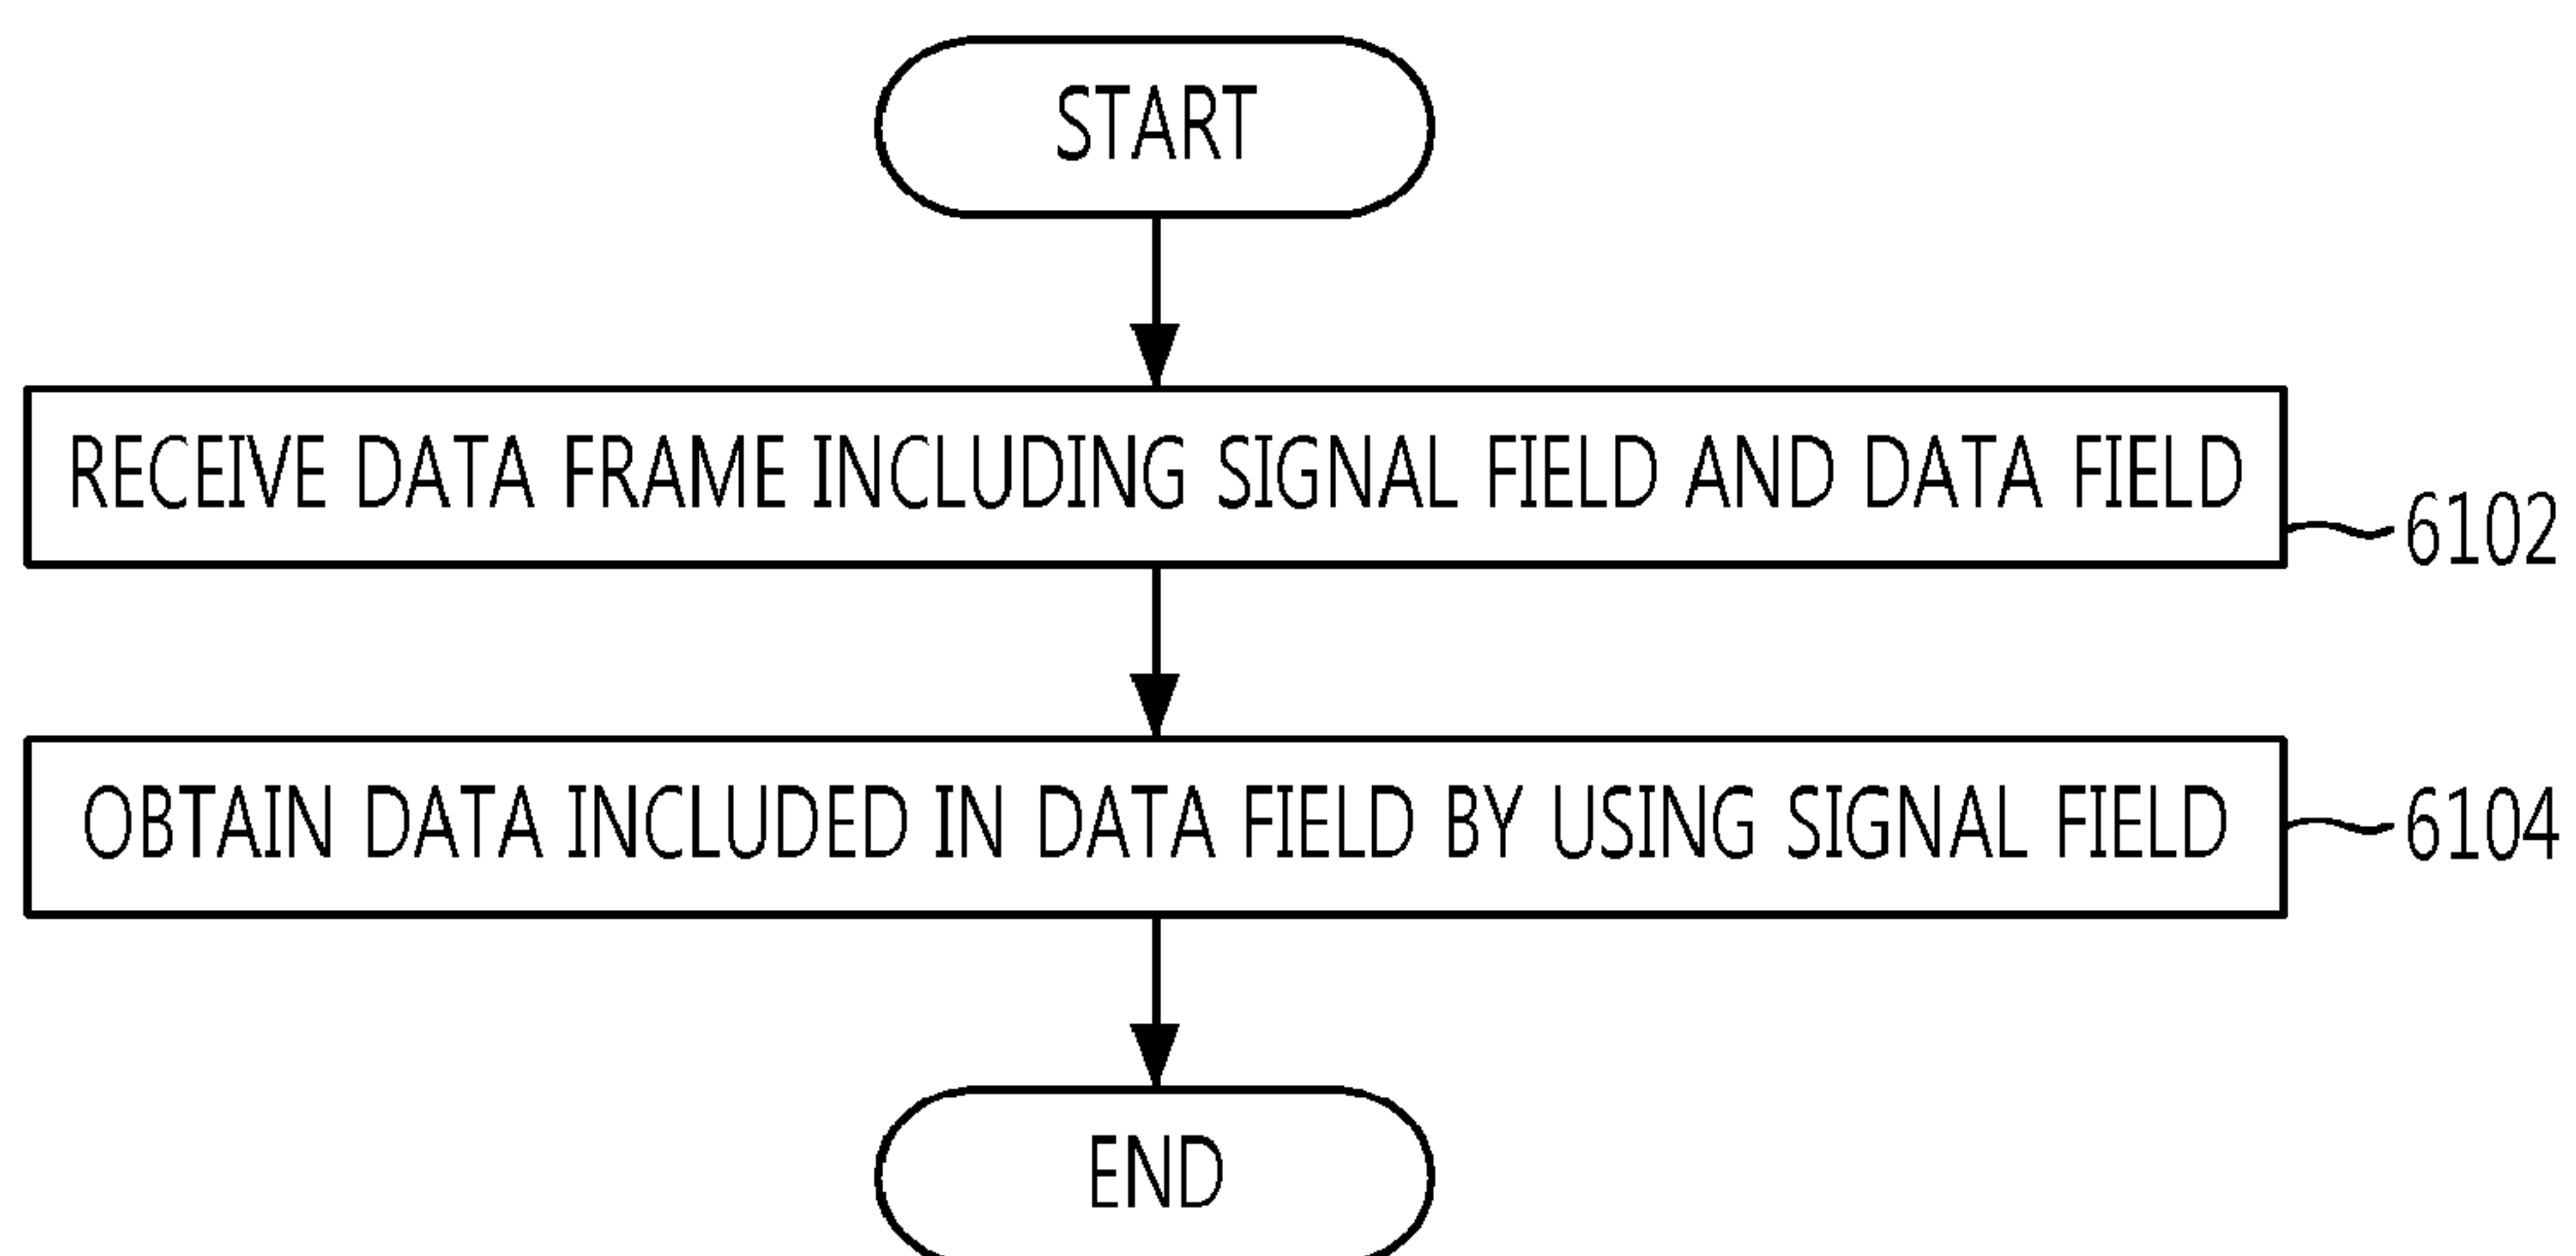 START
RECEIVE DATA FRAME INCLUDING SIGNAL FIELD AND DATA FIELD
6102
OBTAIN DATA INCLUDED IN DATA FIELD BY USING SIGNAL FIELD
6104
END